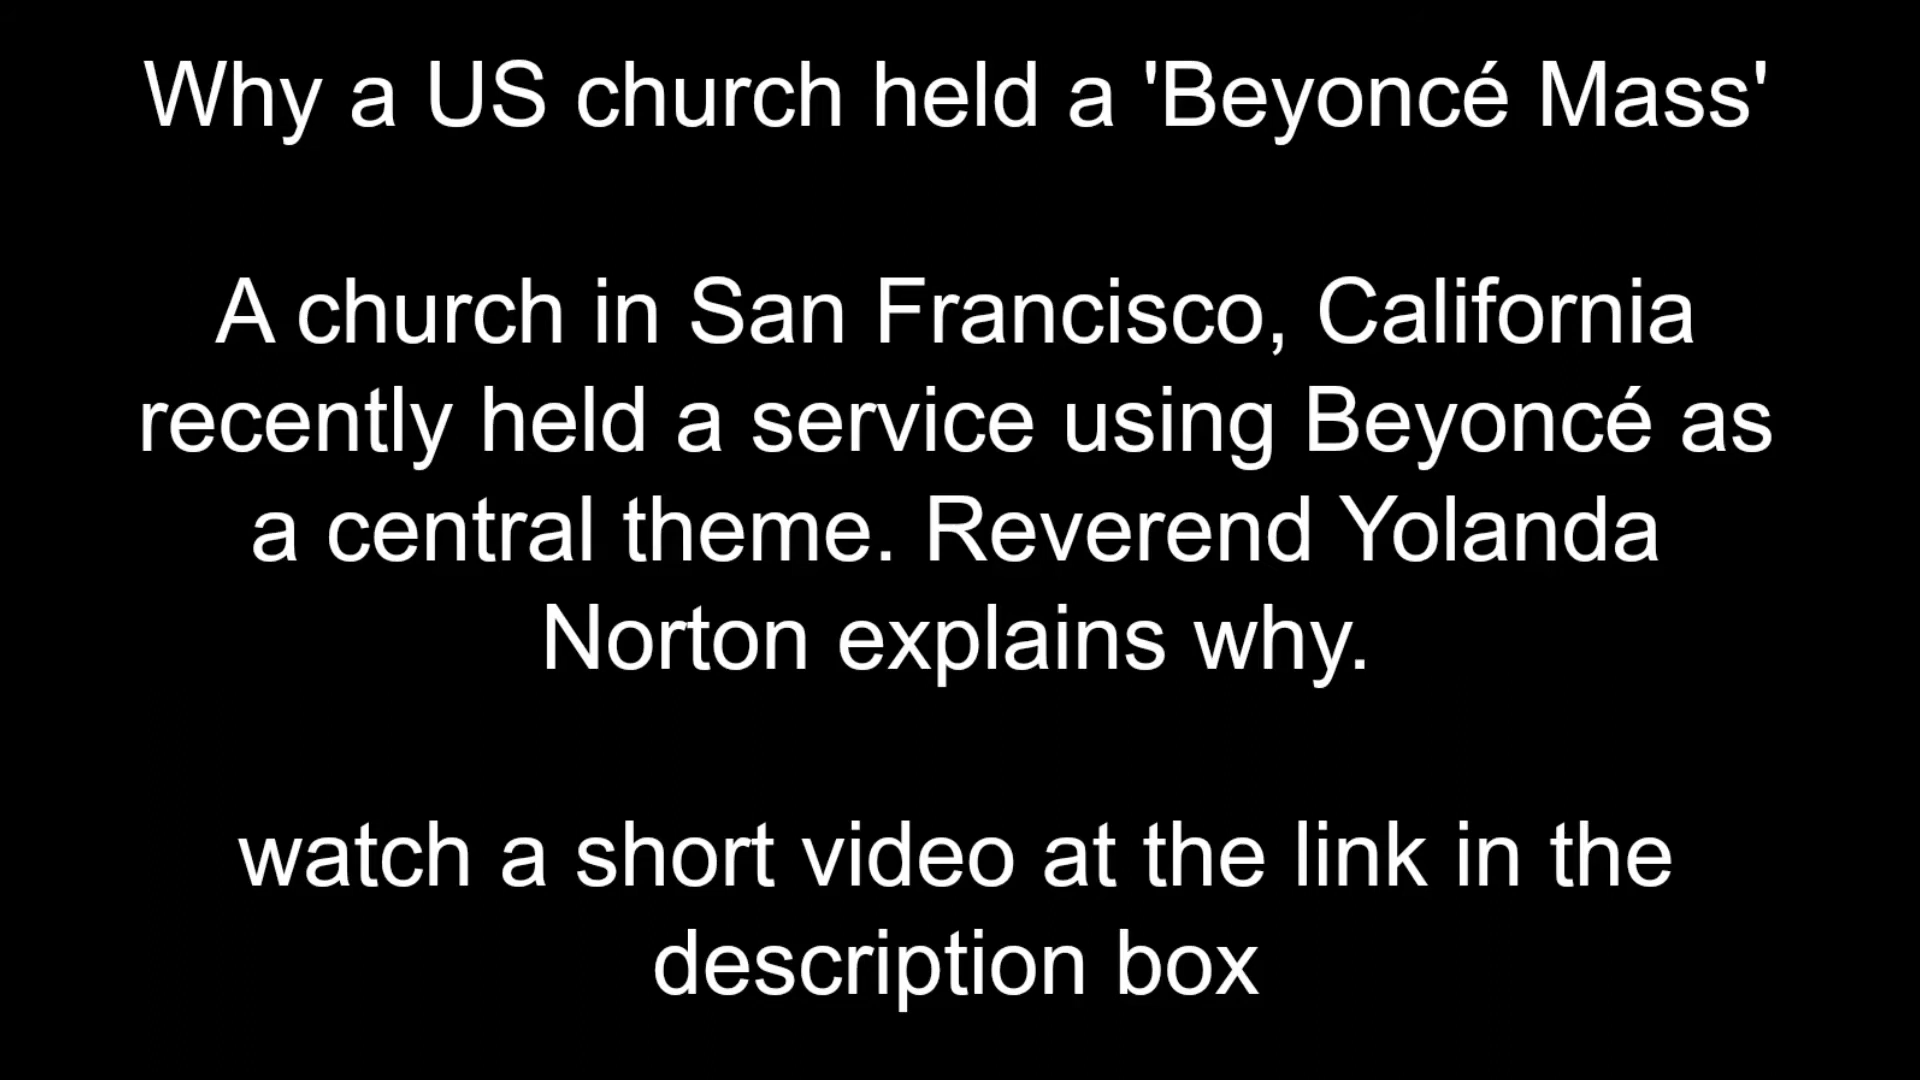 Why a US church held a 'Beyoncé Mass'
A church in San Francisco, California
recently held a service using Beyoncé as
a central theme. Reverend Yolanda
Norton explains why.
watch a short video at the link in the
description box